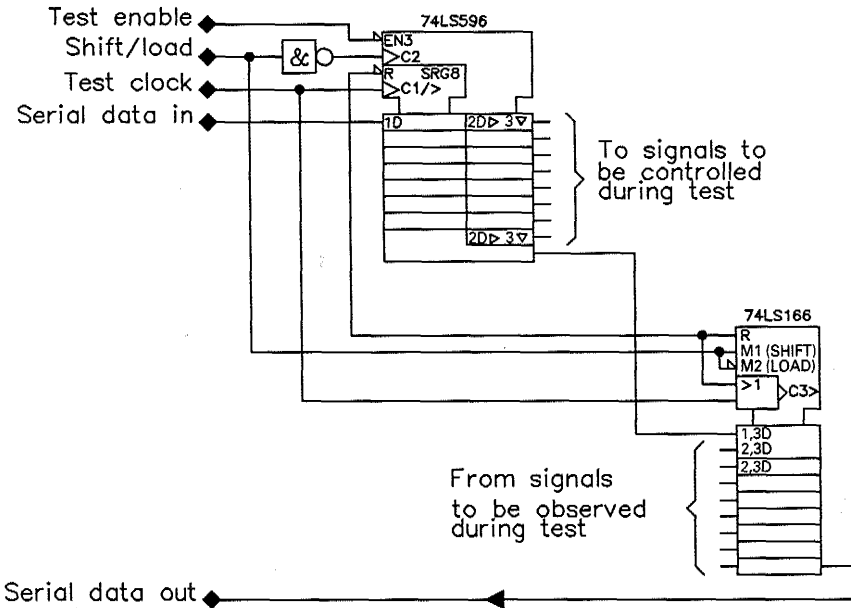 Test enable
Shift/load
Test clock
Serial data in
&
74LS596
EN3
C2
R SRG8
C1/>
1D 2D▷ 3▽
2D▷ 3▽
To signals to
be controlled
during test
74LS166
R
M1 (SHIFT)
M2 (LOAD)
>1 C3>
1,3D
2,3D
2,3D
From signals
to be observed
during test
Serial data out